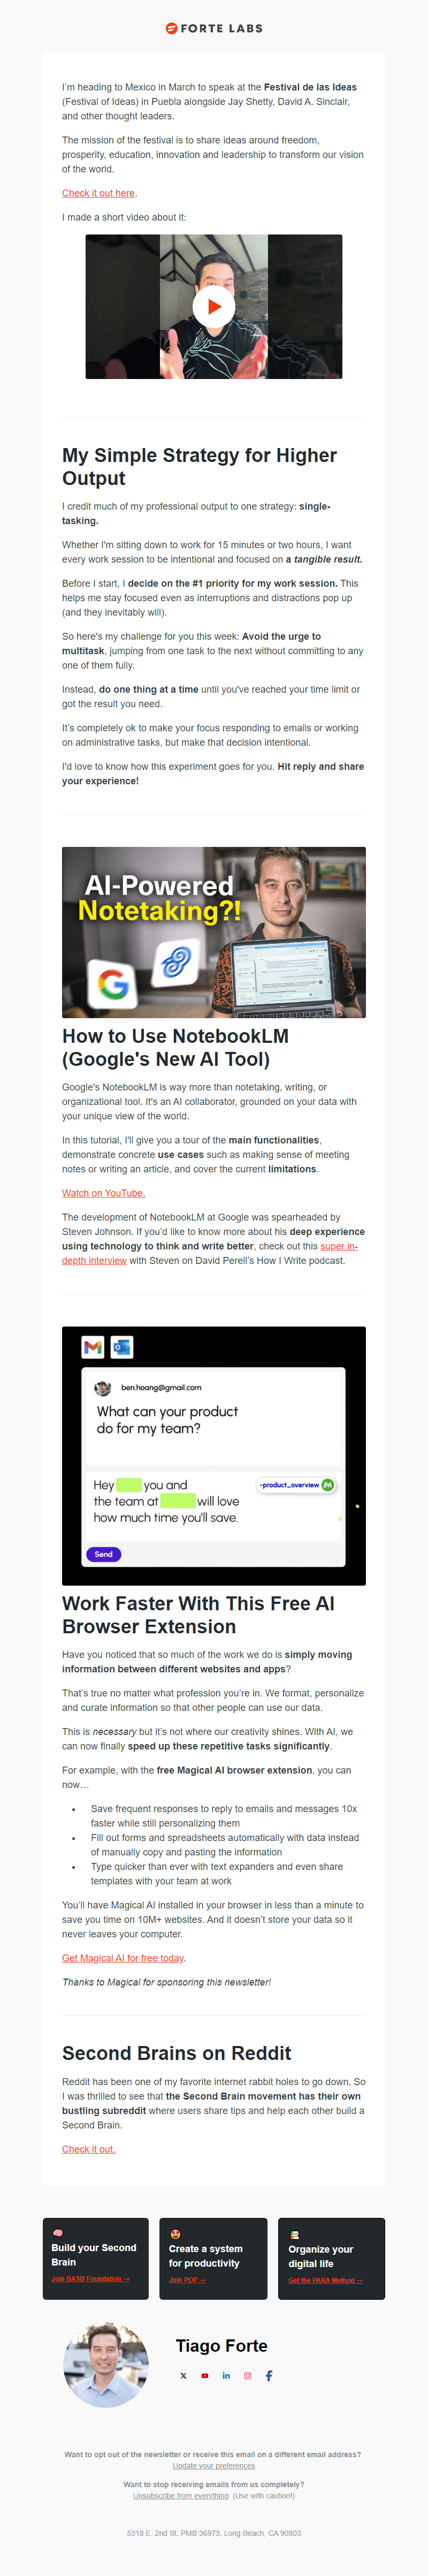 FORTE LABS
I'm heading to Mexico in March to speak at the Festival de las Ideas
(Festival of Ideas) in Puebla alongside Jay Shetty, David A. Sinclair,
and other thought leaders.
The mission of the festival is to share ideas around freedom,
prosperity, education, innovation and leadership to transform our vision
of the world.
Check it out here.
I made a short video about it:
My Simple Strategy for Higher
Output
I credit much of my professional output to one strategy: single-
tasking.
Whether I'm sitting down to work for 15 minutes or two hours, I want
every work session to be intentional and focused on a tangible result.
Before I start, I decide on the #1 priority for my work session. This
helps me stay focused even as interruptions and distractions pop up
(and they inevitably will).
So here's my challenge for you this week: Avoid the urge to
multitask, jumping from one task to the next without committing to any
one of them fully.
Instead, do one thing at a time until you've reached your time limit or
got the result you need.
It's completely ok to make your focus responding to emails or working
on administrative tasks, but make that decision intentional.
I'd love to know how this experiment goes for you. Hit reply and share
your experience!
AI-Powered
Notetaking?!
How to Use NotebookLM
(Google's New AI Tool)
Google's NotebookLM is way more than notetaking, writing, or
organizational tool. It's an AI collaborator, grounded on your data with
your unique view of the world.
In this tutorial, I'll give you a tour of the main functionalities,
demonstrate concrete use cases such as making sense of meeting
notes or writing an article, and cover the current limitations.
Watch on YouTube.
The development of NotebookLM at Google was spearheaded by
Steven Johnson. If you'd like to know more about his deep experience
using technology to think and write better, check out this super in-
depth interview with Steven on David Perell's How I Write podcast.
ben.hoang@gmail.com
What can your product
do for my team?
Hey you and
the team at will love
how much time you'll save.
-product_overview
Send
Work Faster With This Free AI
Browser Extension
Have you noticed that so much of the work we do is simply moving
information between different websites and apps?
That's true no matter what profession you're in. We format, personalize
and curate information so that other people can use our data.
This is necessary but it's not where our creativity shines. With AI, we
can now finally speed up these repetitive tasks significantly.
For example, with the free Magical AI browser extension, you can
now…
• Save frequent responses to reply to emails and messages 10x
faster while still personalizing them
• Fill out forms and spreadsheets automatically with data instead
of manually copy and pasting the information
• Type quicker than ever with text expanders and even share
templates with your team at work
You'll have Magical AI installed in your browser in less than a minute to
save you time on 10M+ websites. And it doesn't store your data so it
never leaves your computer.
Get Magical AI for free today.
Thanks to Magical for sponsoring this newsletter!
Second Brains on Reddit
Reddit has been one of my favorite internet rabbit holes to go down. So
I was thrilled to see that the Second Brain movement has their own
bustling subreddit where users share tips and help each other build a
Second Brain.
Check it out.
Build your Second
Brain
Join BASB Foundation →
Create a system
for productivity
Join POP →
Organize your
digital life
Get the PARA Method →
Tiago Forte
Want to opt out of the newsletter or receive this email on a different email address?
Update your preferences
Want to stop receiving emails from us completely?
Unsubscribe from everything. (Use with caution!)
5318 E. 2nd St. PMB 36973, Long Beach, CA 90803